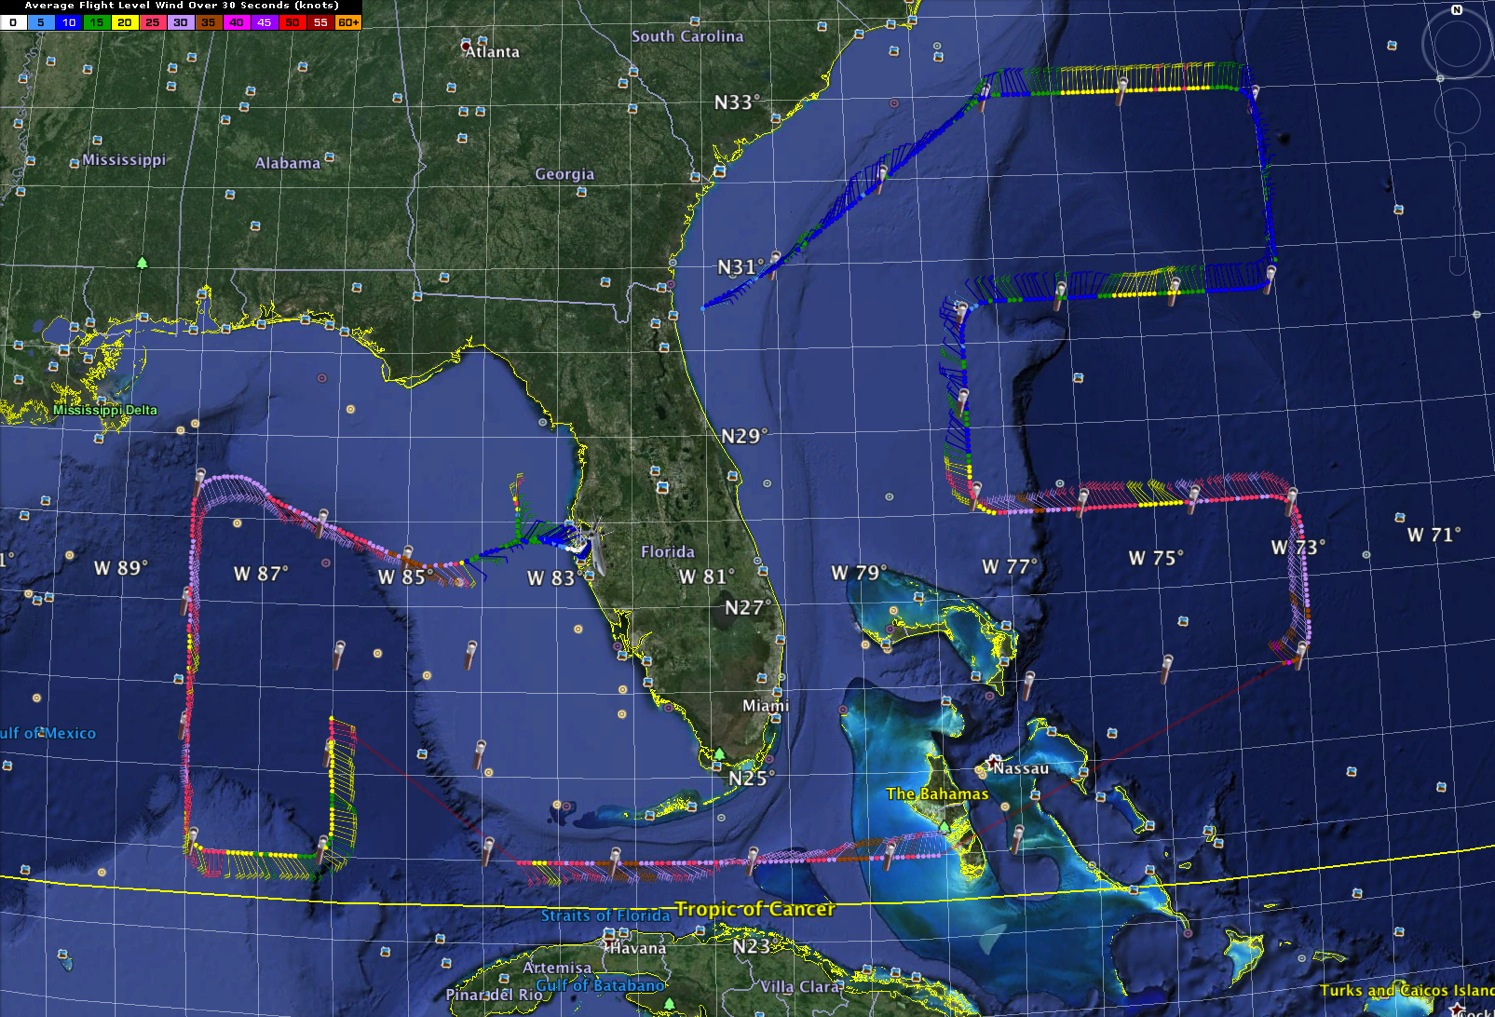 Average Flight Level Wind Over 30 Seconds (knots)
0 5 10 15 20 25 30 35 40 45 50 55 60+
N
South Carolina
Atlanta
N33°
Mississippi
Alabama
Georgia
N31°
Mississippi Delta
N29°
W 71°
W 73°
Florida
W 75°
1°
W 89°
W 87°
W 85°
W 83°
W 81°
W 79°
W 77°
N27°
Miami
ulf of Mexico
Nassau
N25°
The Bahamas
Tropic of Cancer
Straits of Florida
Havana
N23°
Artemisa
Gulf of Batabano
Pinar del Río
Villa Clara
Turks and Caicos Island
Cock